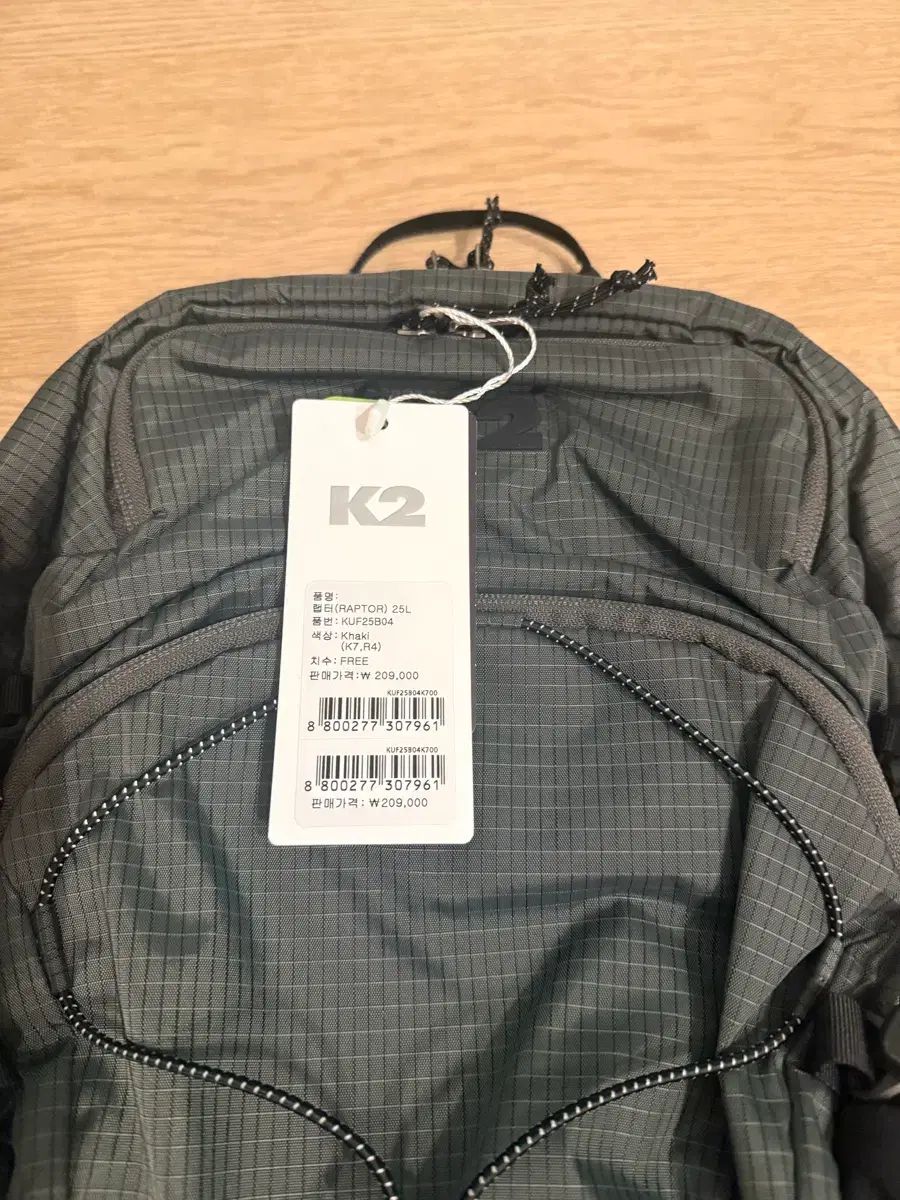 K2
품명:
랩터(RAPTOR) 25L
품번: KUF25B04
색상: Khaki
(K7,R4)
치수: FREE
판매가격:₩ 209,000
KUF25B04K700
8 800277 307961
KUF25B04K700
8 800277 307961
판매가격: ₩209,000
2